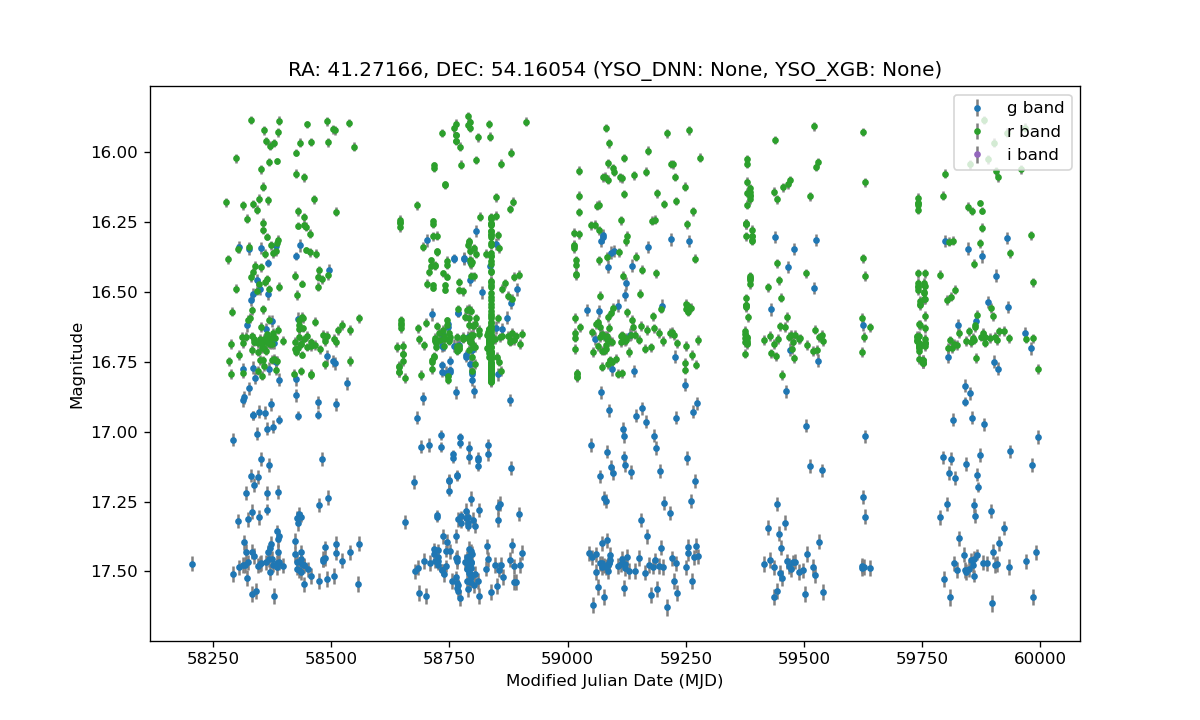 RA: 41.27166, DEC: 54.16054 (YSO_DNN: None, YSO_XGB: None)
g band
r band
i band
16.00
16.25
16.50
16.75
17.00
17.25
17.50
Magnitude
58250 58500 58750 59000 59250 59500 59750 60000
Modified Julian Date (MJD)